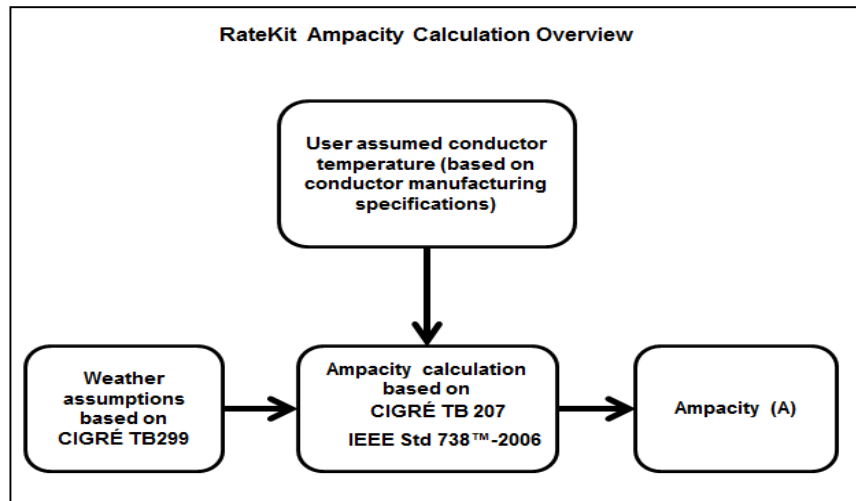 RateKit Ampacity Calculation Overview
User assumed conductor
temperature (based on
conductor manufacturing
specifications)
Weather
assumptions
based on
CIGRÉ TB299
Ampacity calculation
based on
CIGRÉ TB 207
IEEE Std 738™-2006
Ampacity (A)